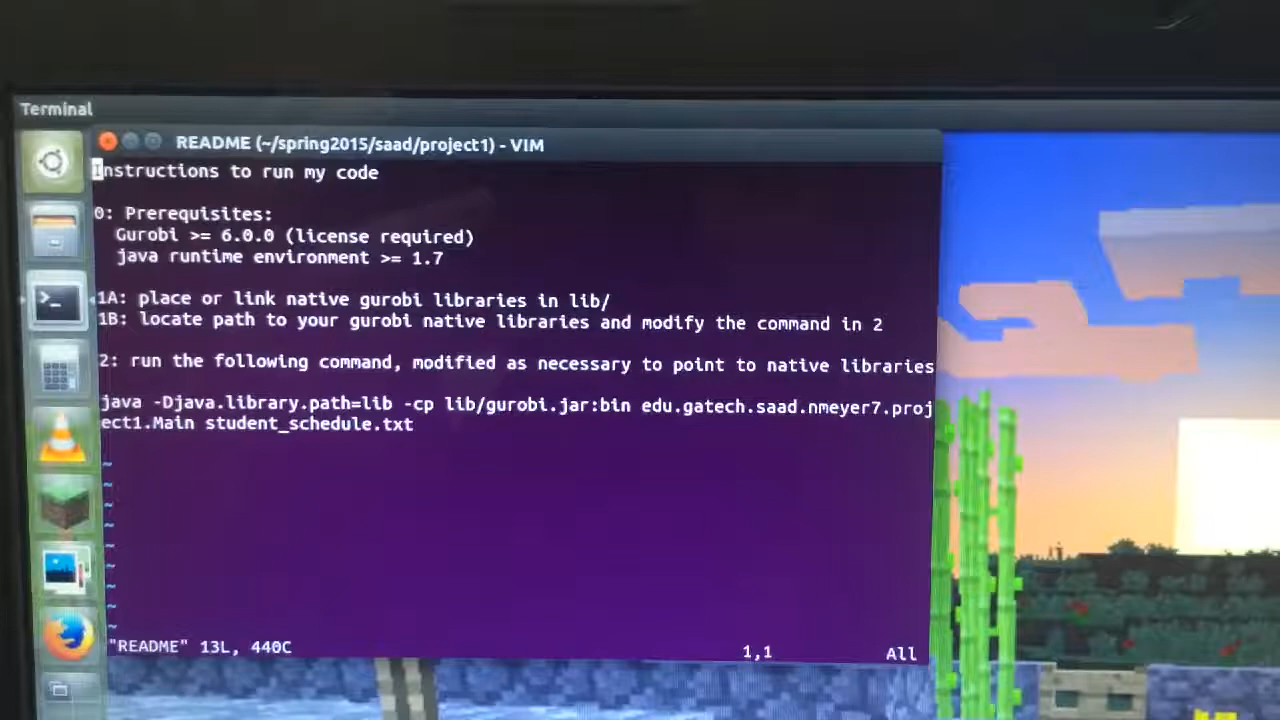 Terminal
README (~/spring2015/saad/project1) - VIM
Instructions to run my code
0: Prerequisites:
Gurobi >= 6.0.0 (license required)
java runtime environment >= 1.7
1A: place or link native gurobi libraries in lib/
1B: locate path to your gurobi native libraries and modify the command in 2
2: run the following command, modified as necessary to point to native libraries
java -Djava.library.path=lib -cp lib/gurobi.jar:bin edu.gatech.saad.nmeyer7.proj
ect1.Main student_schedule.txt
~
~
~
~
~
~
~
~
~
"README" 13L, 440C 1,1 All